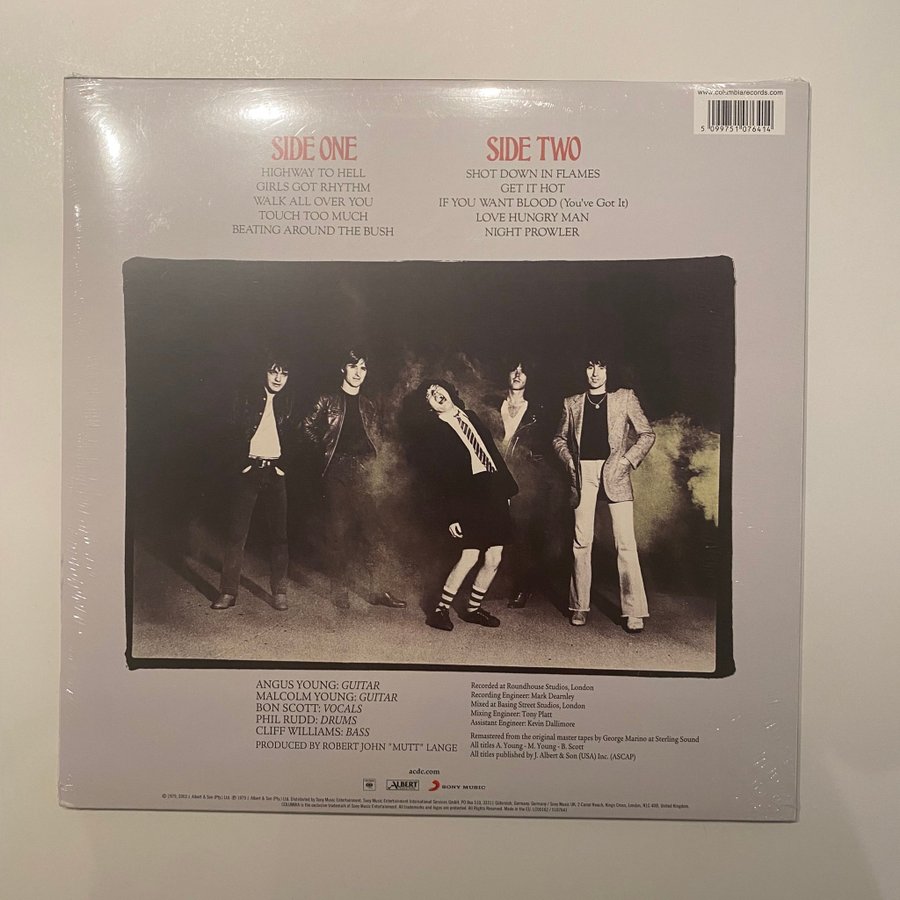 www.columbiarecords.com
5 099751 076414
SIDE ONE
HIGHWAY TO HELL
GIRLS GOT RHYTHM
WALK ALL OVER YOU
TOUCH TOO MUCH
BEATING AROUND THE BUSH
SIDE TWO
SHOT DOWN IN FLAMES
GET IT HOT
IF YOU WANT BLOOD (You've Got It)
LOVE HUNGRY MAN
NIGHT PROWLER
ANGUS YOUNG: GUITAR
MALCOLM YOUNG: GUITAR
BON SCOTT: VOCALS
PHIL RUDD: DRUMS
CLIFF WILLIAMS: BASS
PRODUCED BY ROBERT JOHN "MUTT" LANGE
Recorded at Roundhouse Studios, London
Recording Engineer: Mark Dearnley
Mixed at Basing Street Studios, London
Mixing Engineer: Tony Platt
Assistant Engineer: Kevin Dallimore
Remastered from the original master tapes by George Marino at Sterling Sound
All titles A. Young - M. Young - B. Scott
All titles published by J. Albert & Son (USA) Inc. (ASCAP)
acdc.com
ALBERT
SONY MUSIC